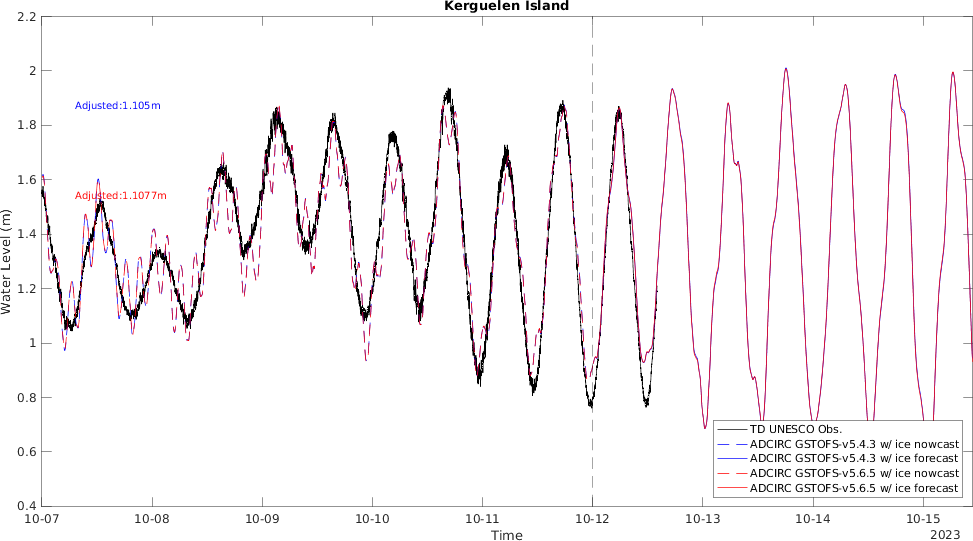 Kerguelen Island
2.2
2
1.8
1.6
1.4
1.2
1
0.8
0.6
0.4
Water Level (m)
Adjusted:1.105m
Adjusted:1.1077m
TD UNESCO Obs.
ADCIRC GSTOFS-v5.4.3 w/ ice nowcast
ADCIRC GSTOFS-v5.4.3 w/ ice forecast
ADCIRC GSTOFS-v5.6.5 w/ ice nowcast
ADCIRC GSTOFS-v5.6.5 w/ ice forecast
10-07 10-08 10-09 10-10 10-11 10-12 10-13 10-14 10-15
Time
2023